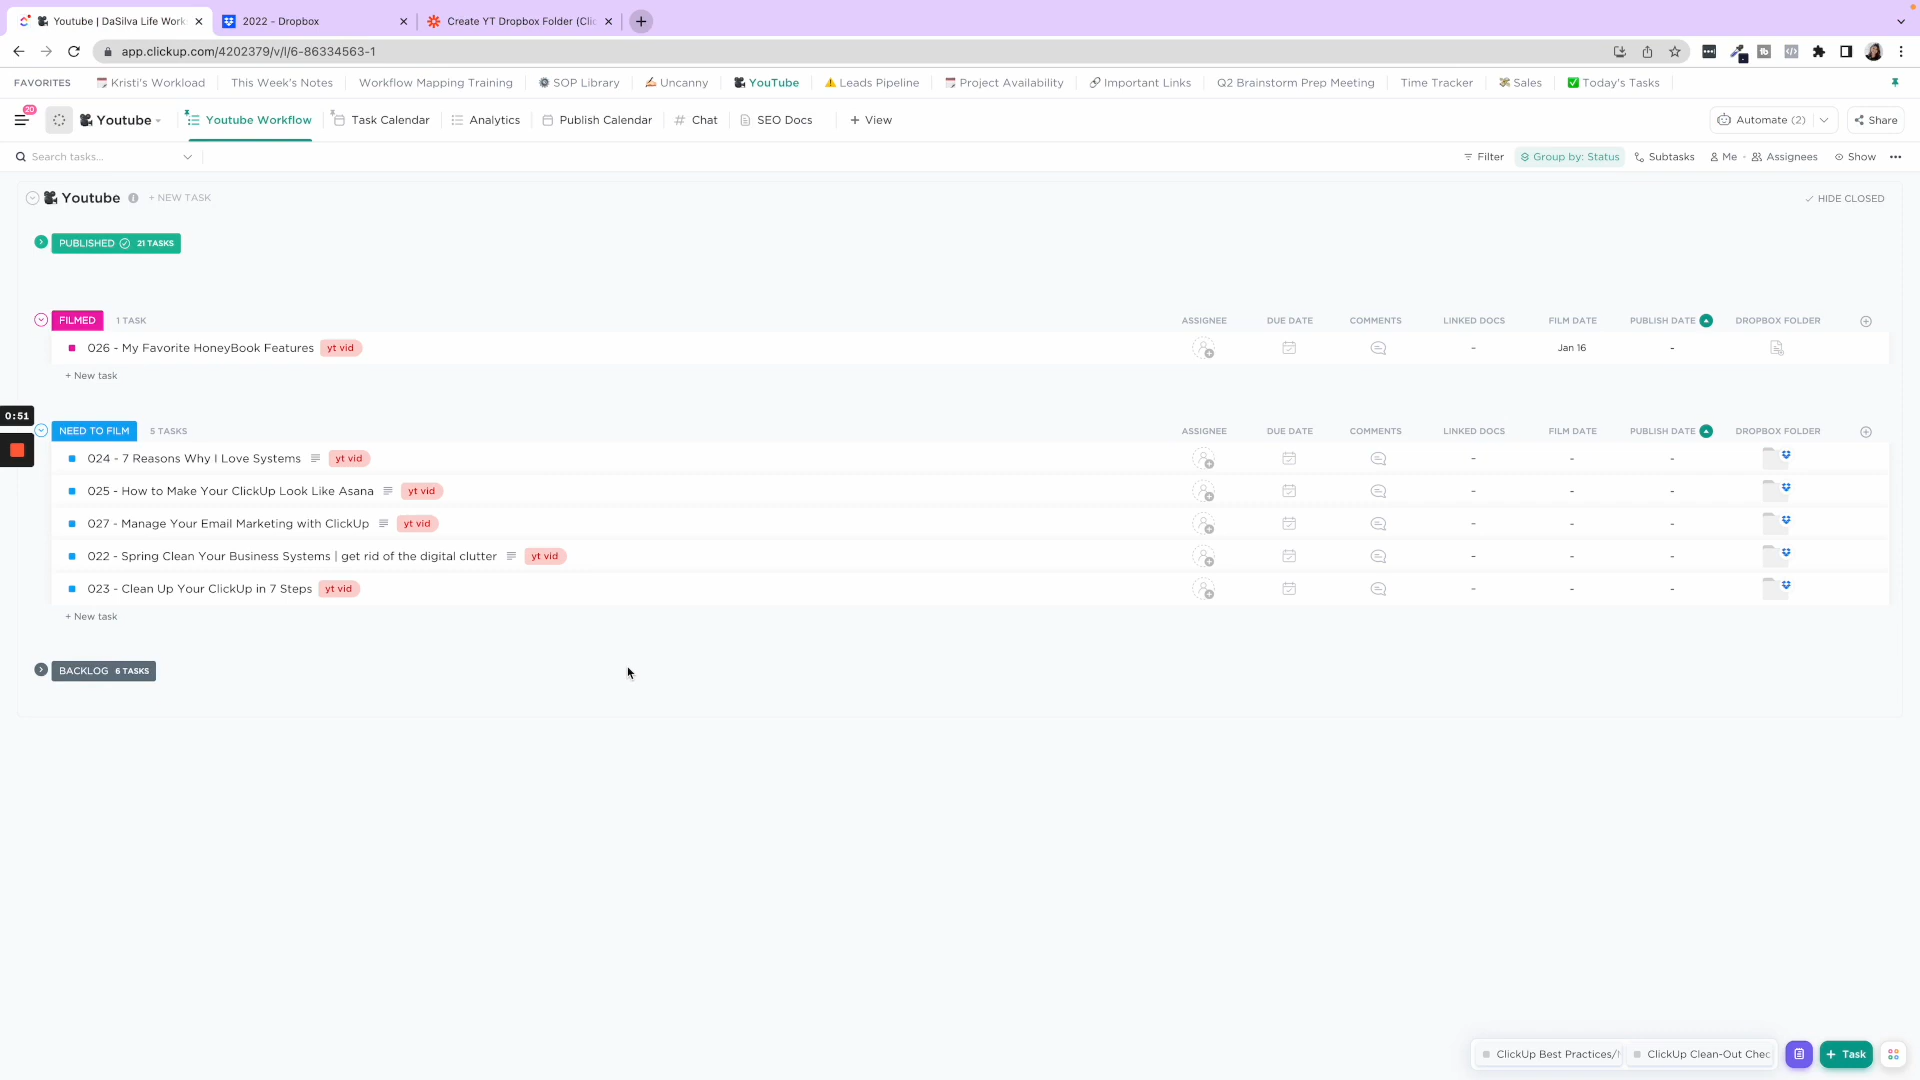 Youtube | DaSilva Life Work
2022 - Dropbox
Create YT Dropbox Folder (Clic
app.clickup.com/4202379/v/l/6-86334563-1
FAVORITES Kristi's Workload This Week's Notes Workflow Mapping Training SOP Library Uncanny YouTube Leads Pipeline Project Availability Important Links Q2 Brainstorm Prep Meeting Time Tracker Sales Today's Tasks
20 Youtube Youtube Workflow Task Calendar Analytics Publish Calendar Chat SEO Docs + View Automate (2) Share
Search tasks... Filter Group by: Status Subtasks Me Assignees Show
Youtube + NEW TASK HIDE CLOSED
PUBLISHED 21 TASKS
FILMED 1 TASK ASSIGNEE DUE DATE COMMENTS LINKED DOCS FILM DATE PUBLISH DATE DROPBOX FOLDER
026 - My Favorite HoneyBook Features yt vid - Jan 16 -
+ New task
0:51
NEED TO FILM 5 TASKS ASSIGNEE DUE DATE COMMENTS LINKED DOCS FILM DATE PUBLISH DATE DROPBOX FOLDER
024 - 7 Reasons Why I Love Systems yt vid - - -
025 - How to Make Your ClickUp Look Like Asana yt vid - - -
027 - Manage Your Email Marketing with ClickUp yt vid - - -
022 - Spring Clean Your Business Systems | get rid of the digital clutter yt vid - - -
023 - Clean Up Your ClickUp in 7 Steps yt vid - - -
+ New task
BACKLOG 6 TASKS
ClickUp Best Practices/ ClickUp Clean-Out Chec + Task